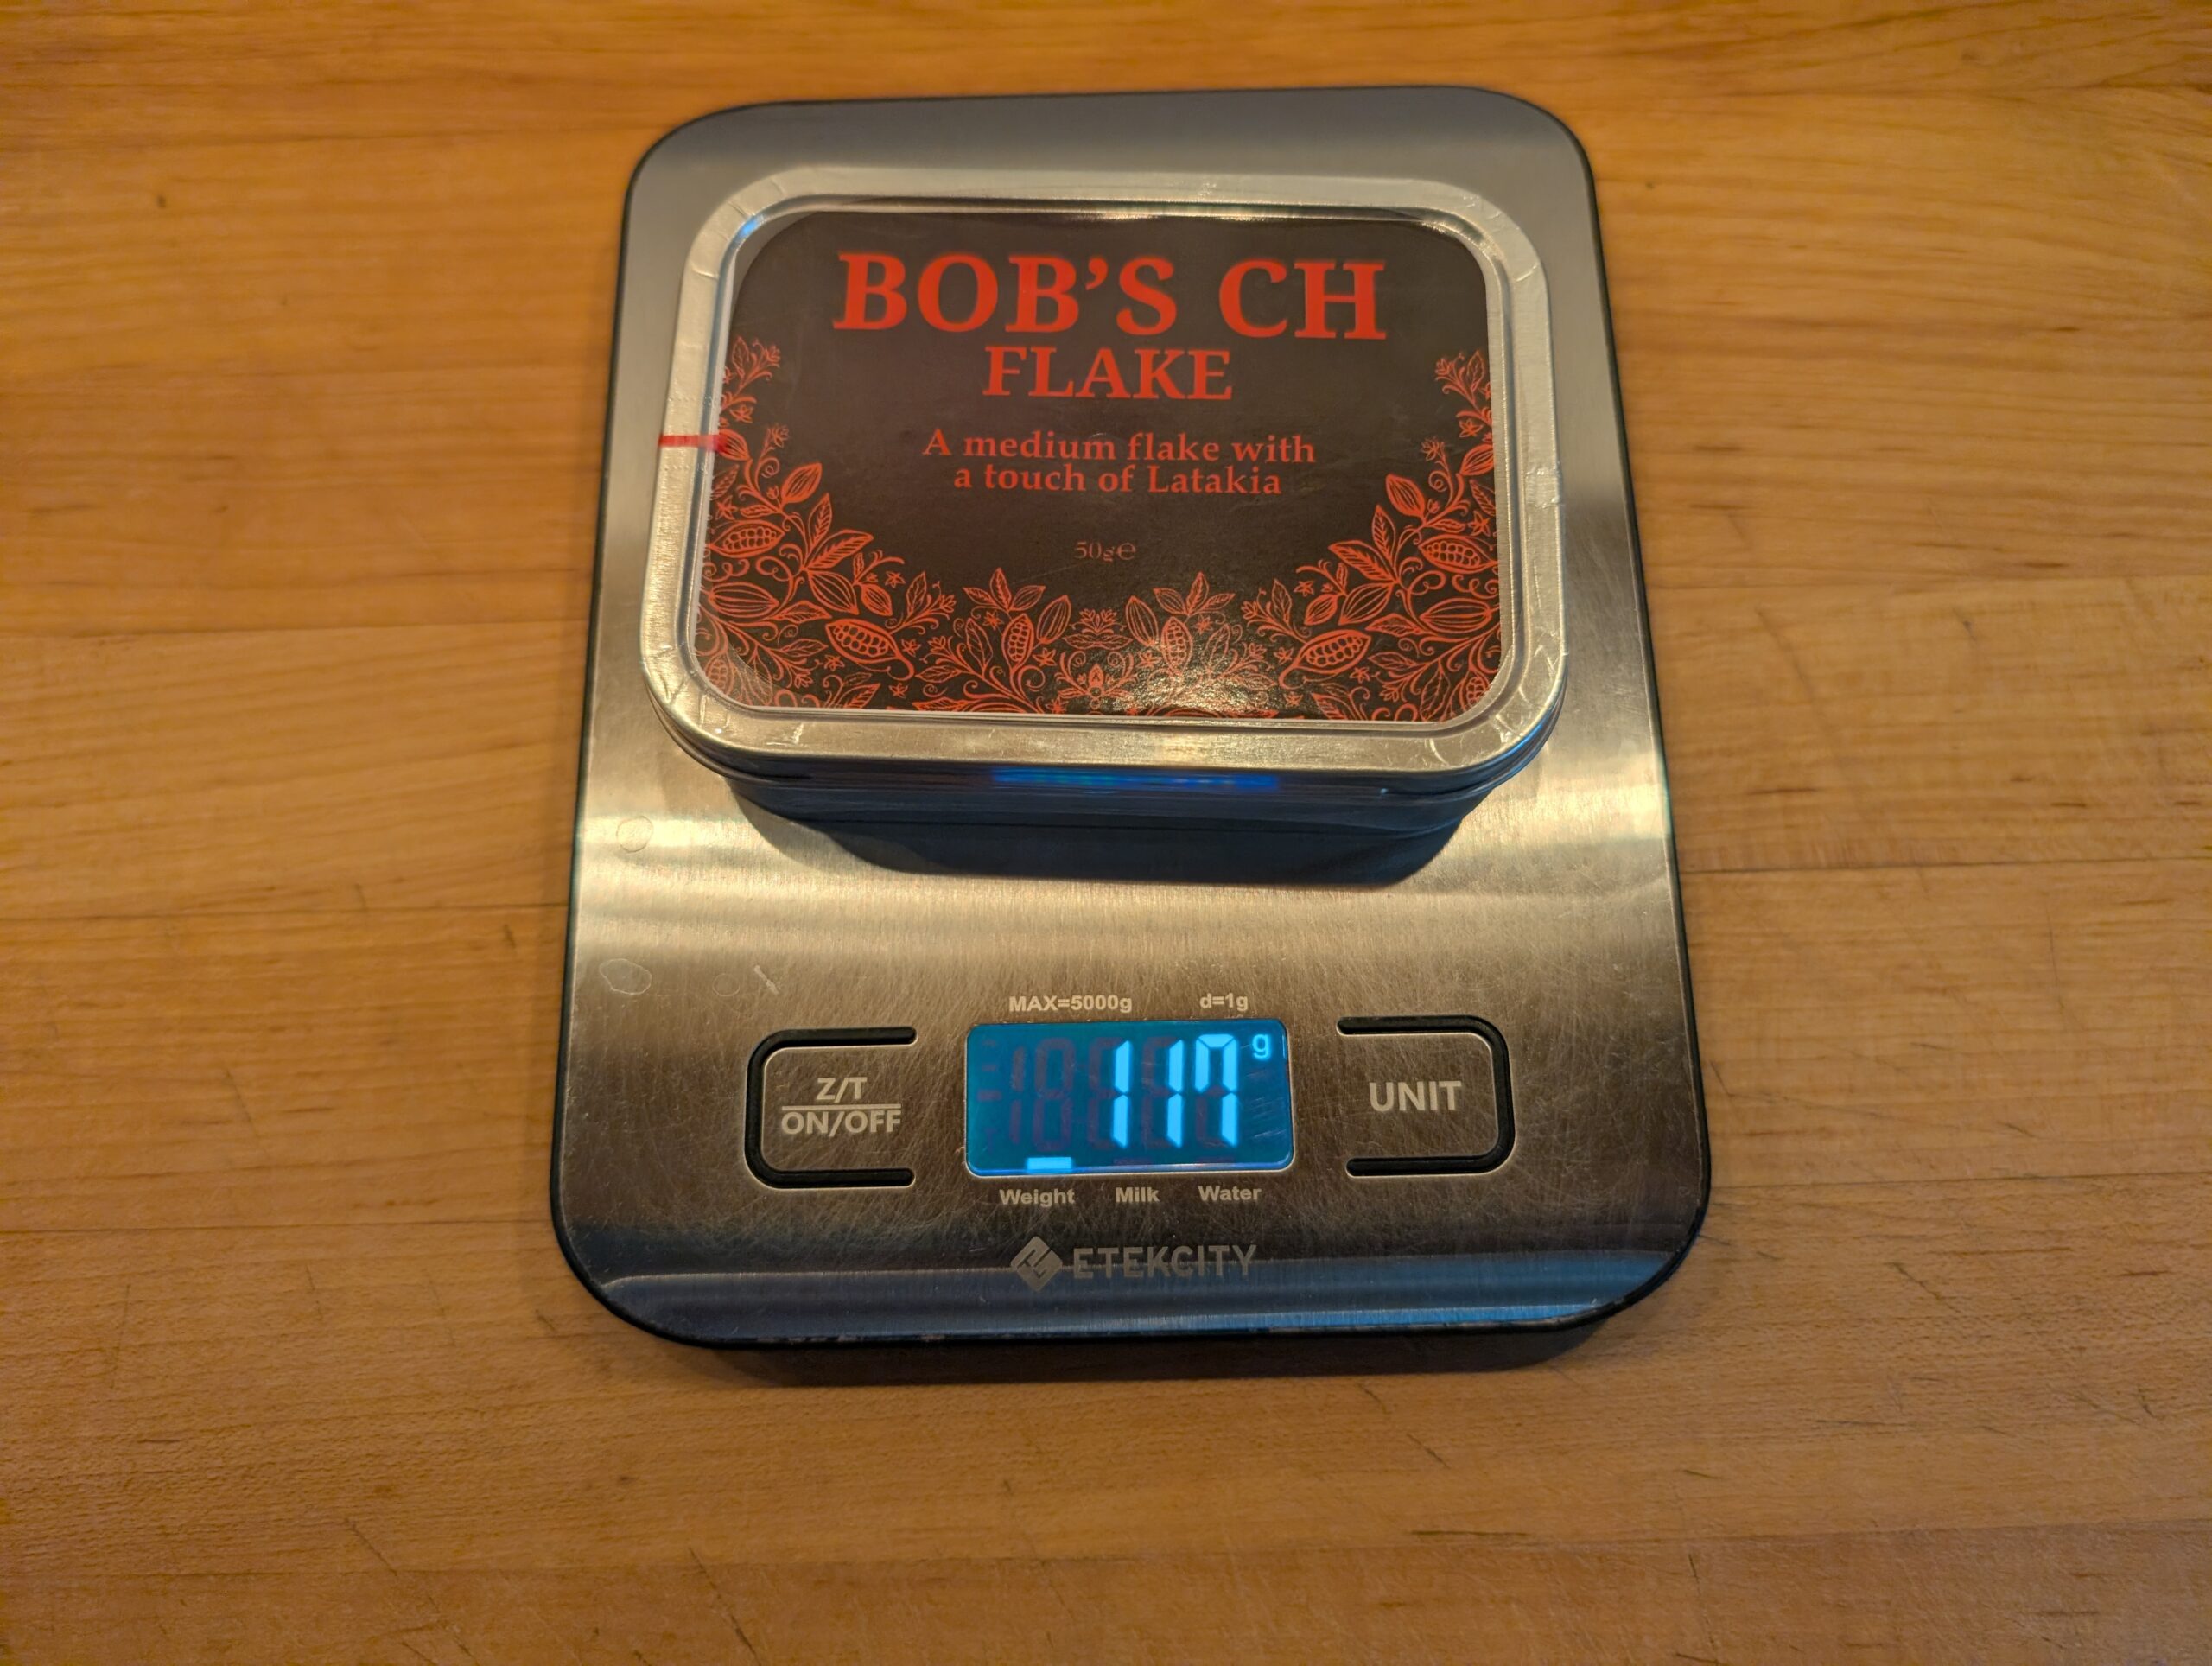 BOB'S CH
FLAKE
A medium flake with
a touch of Latakia
50g℮
MAX=5000g d=1g
Z/T
ON/OFF
117 g
UNIT
Weight Milk Water
ETEKCITY